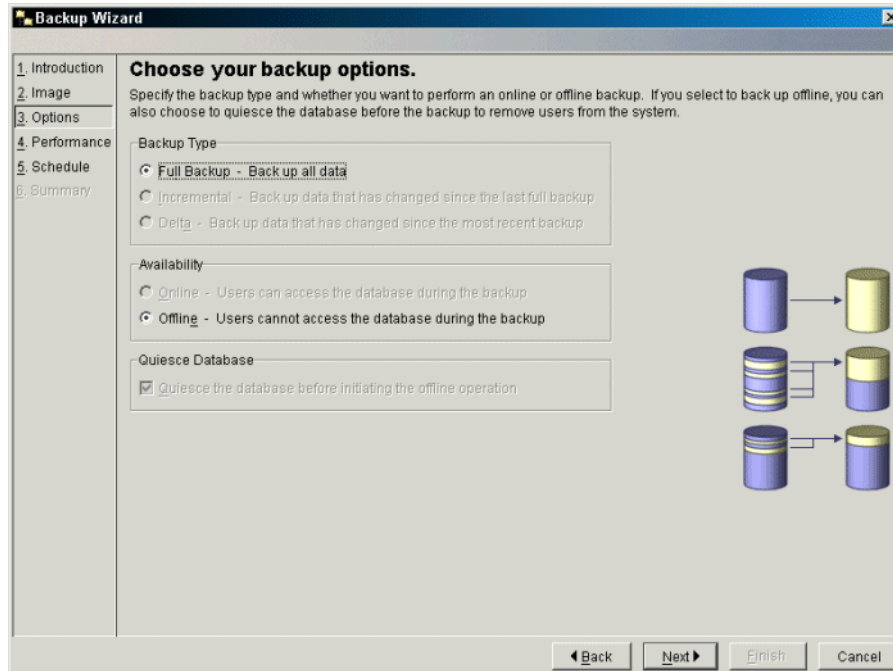 Backup Wizard
1. Introduction
2. Image
3. Options
4. Performance
5. Schedule
6. Summary
Choose your backup options.
Specify the backup type and whether you want to perform an online or offline backup. If you select to back up offline, you can
also choose to quiesce the database before the backup to remove users from the system.
Backup Type
Full Backup - Back up all data
Incremental - Back up data that has changed since the last full backup
Delta - Back up data that has changed since the most recent backup
Availability
Online - Users can access the database during the backup
Offline - Users cannot access the database during the backup
Quiesce Database
Quiesce the database before initiating the offline operation
Back
Next
Finish
Cancel